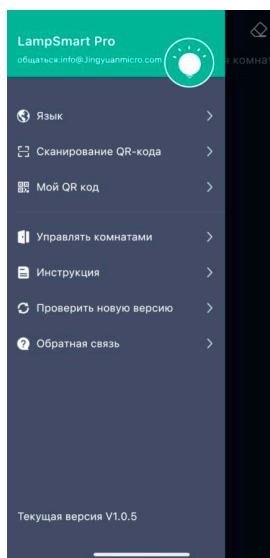 LampSmart Pro
общаться:info@Jingyuanmicro.com
я комнат
Язык
Сканирование QR-кода
Мой QR код
Управлять комнатами
Инструкция
Проверить новую версию
Обратная связь
Текущая версия V1.0.5